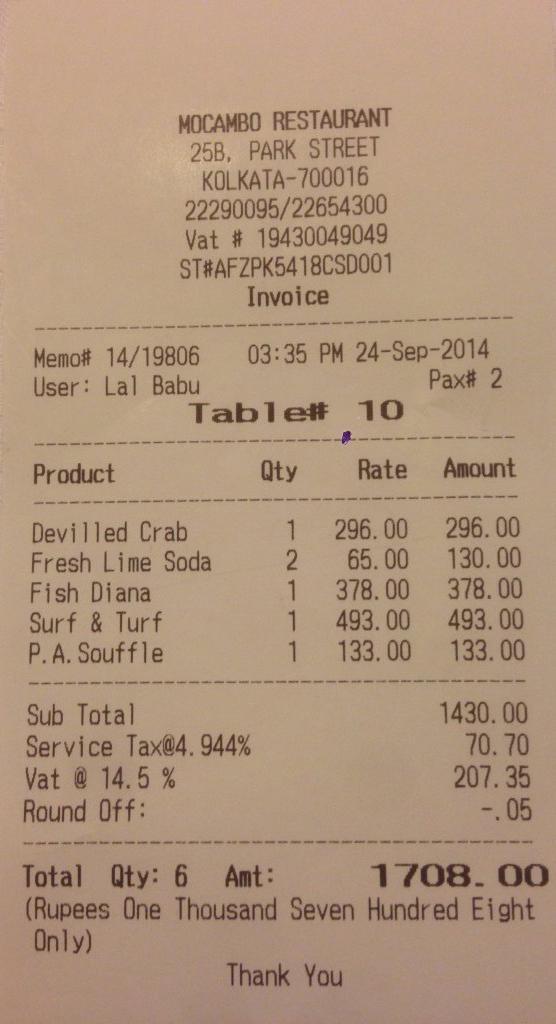 MOCAMBO RESTAURANT
25B, PARK STREET
KOLKATA-700016
22290095/22654300
Vat # 19430049049
ST#AFZPK5418CSD001
Invoice
Memo# 14/19806 03:35 PM 24-Sep-2014
User: Lal Babu Pax# 2
Table# 10
Product Qty Rate Amount
Devilled Crab 1 296.00 296.00
Fresh Lime Soda 2 65.00 130.00
Fish Diana 1 378.00 378.00
Surf & Turf 1 493.00 493.00
P.A.Souffle 1 133.00 133.00
Sub Total 1430.00
Service Tax@4.944% 70.70
Vat @ 14.5 % 207.35
Round Off: -.05
Total Qty: 6 Amt: 1708.00
(Rupees One Thousand Seven Hundred Eight
Only)
Thank You